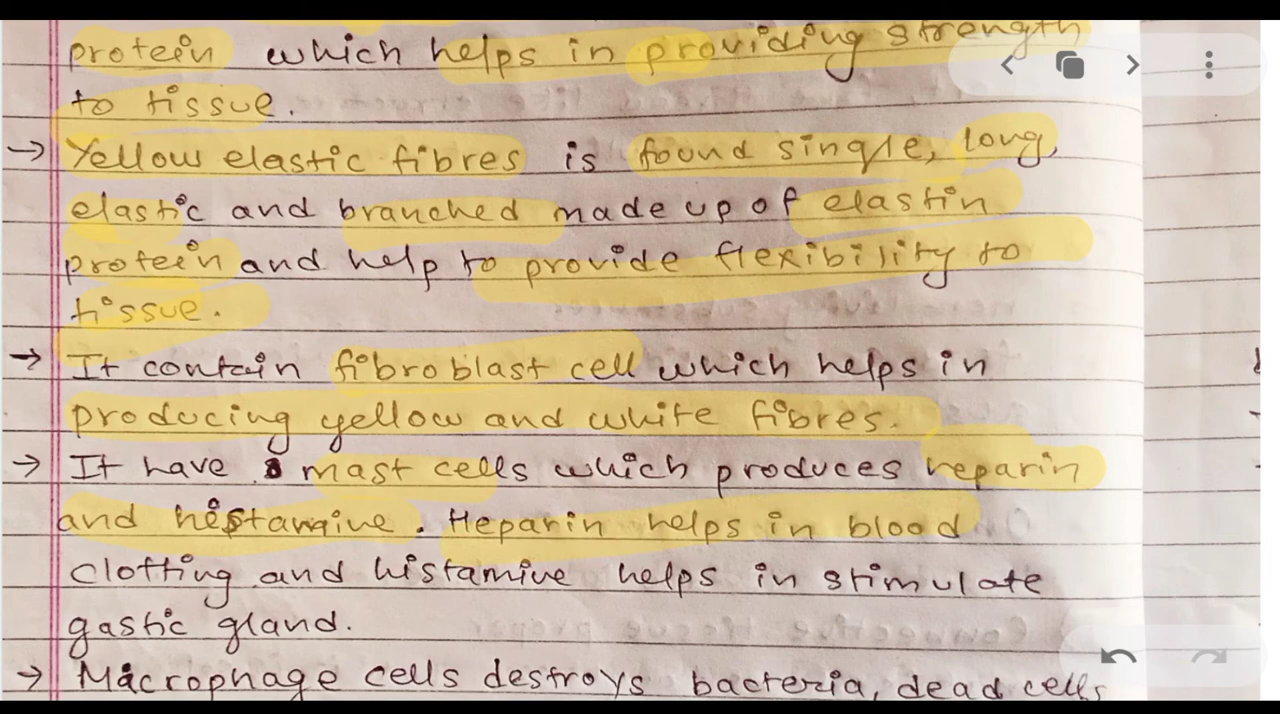 protein which helps in providing strength
to tissue.
→ Yellow elastic fibres is found single, long,
elastic and branched made up of elastin
protein and help to provide flexibility to
tissue.
→ It contain fibroblast cell which helps in
producing yellow and white fibres.
→ It have mast cells which produces heparin
and histamine. Heparin helps in blood
clotting and histamine helps in stimulate
gastic gland.
→ Macrophage cells destroys bacteria, dead cells